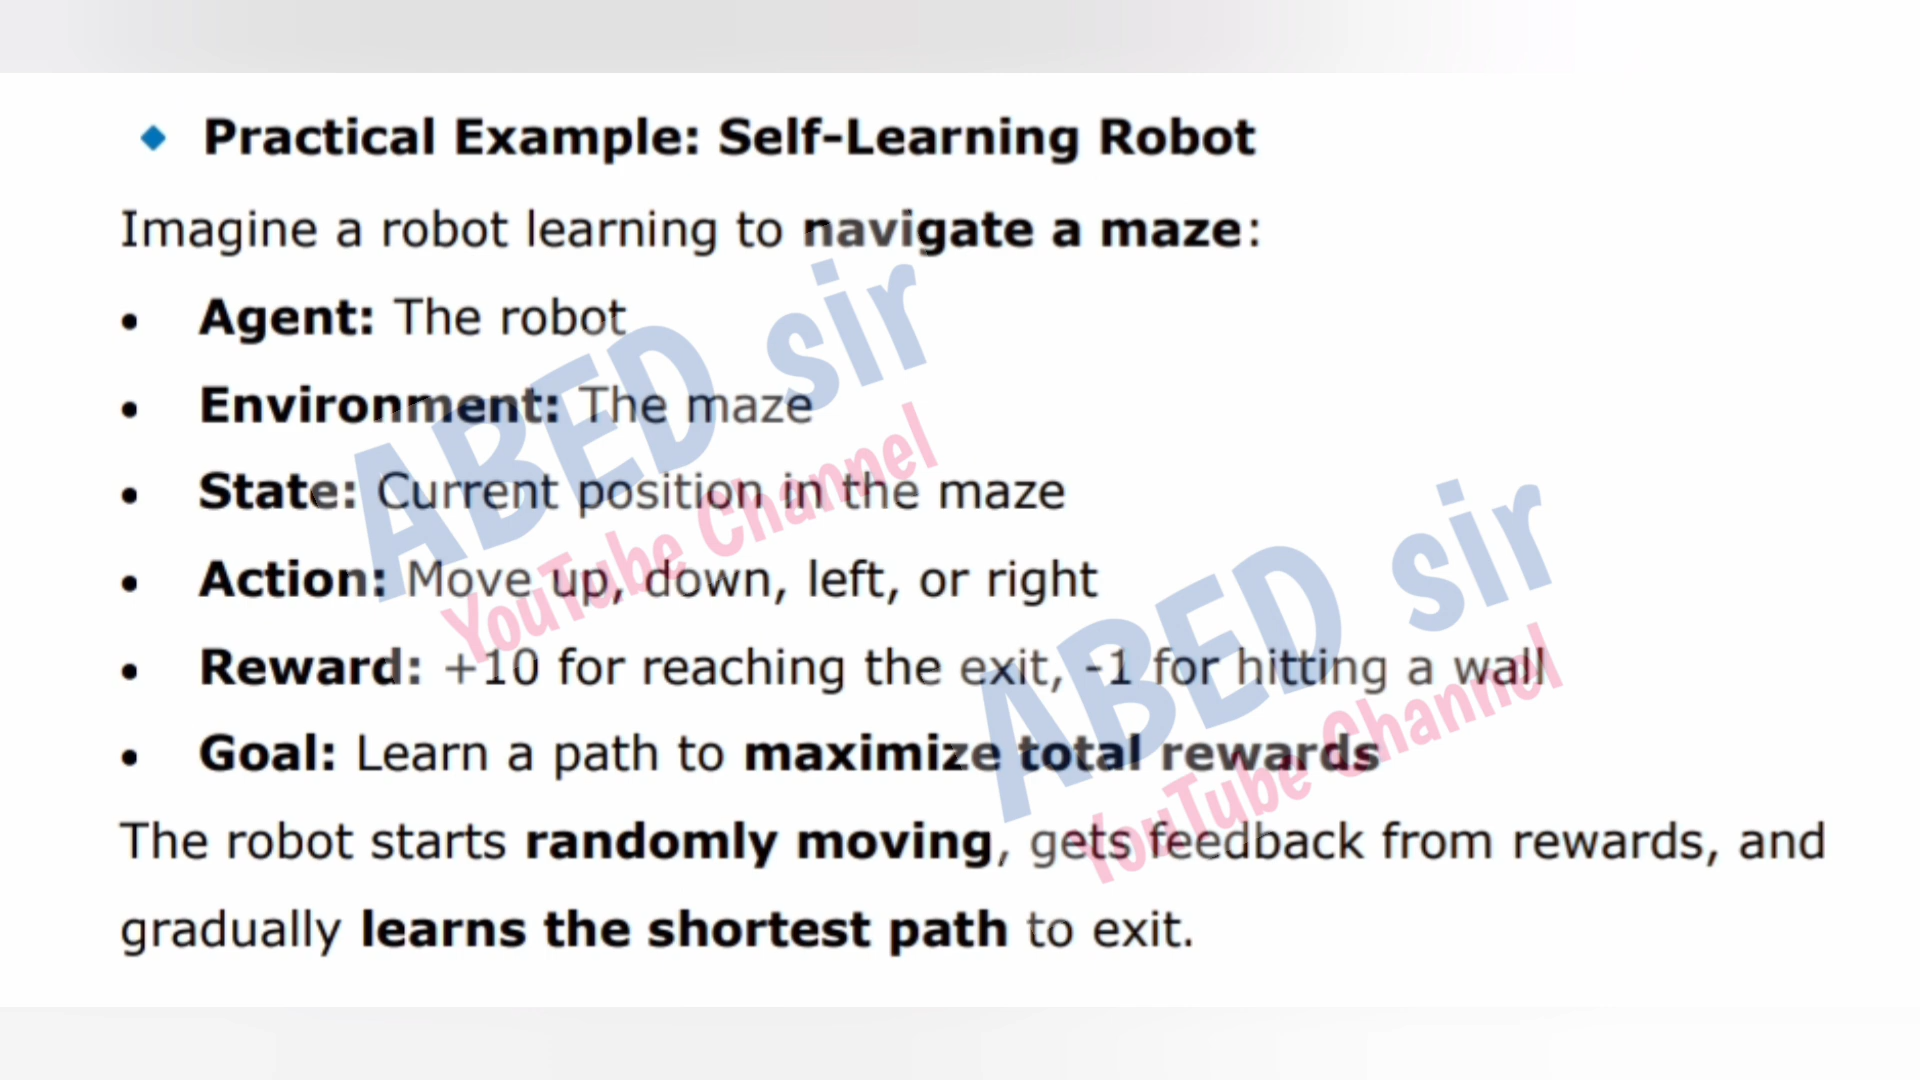 Practical Example: Self-Learning Robot
Imagine a robot learning to navigate a maze:
• Agent: The robot
• Environment: The maze
• State: Current position in the maze
• Action: Move up, down, left, or right
• Reward: +10 for reaching the exit, -1 for hitting a wall
• Goal: Learn a path to maximize total rewards
The robot starts randomly moving, gets feedback from rewards, and
gradually learns the shortest path to exit.
ABED sir
YouTube Channel
ABED sir
YouTube Channel